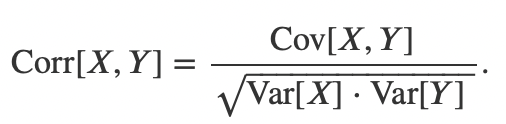 Corr[X, Y] = Cov[X, Y] / √(Var[X] · Var[Y]).